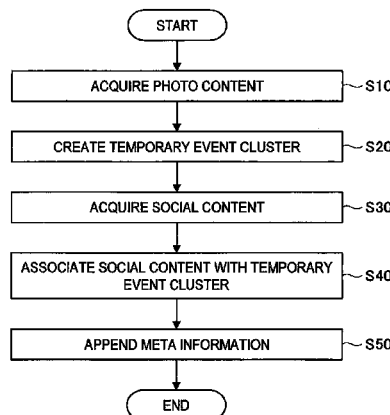 START
ACQUIRE PHOTO CONTENT
S10
CREATE TEMPORARY EVENT CLUSTER
S20
ACQUIRE SOCIAL CONTENT
S30
ASSOCIATE SOCIAL CONTENT WITH TEMPORARY
EVENT CLUSTER
S40
APPEND META INFORMATION
S50
END